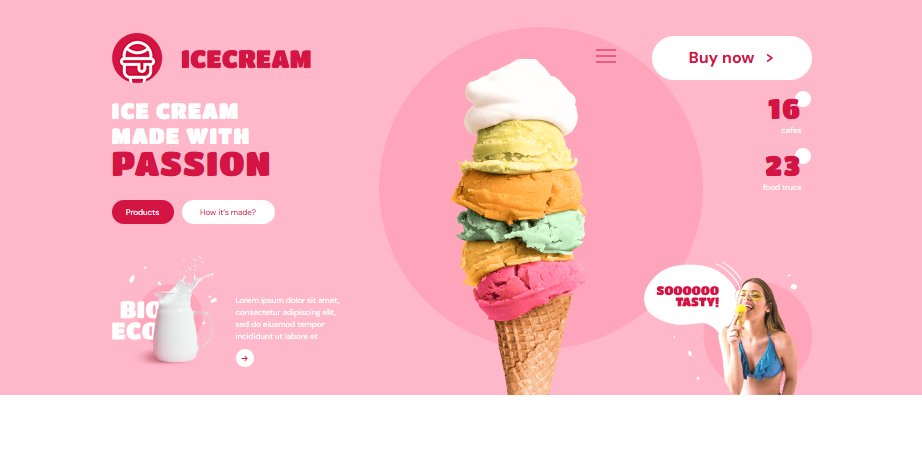 ICECREAM
Buy now >
ICE CREAM
MADE WITH
PASSION
Products
How it's made?
16
cafes
23
food trucs
BIO
ECO
Lorem ipsum dolor sit amet,
consectetur adipiscing elit,
sed do eiusmod tempor
incididunt ut labore et
SOOOOOO
TASTY!